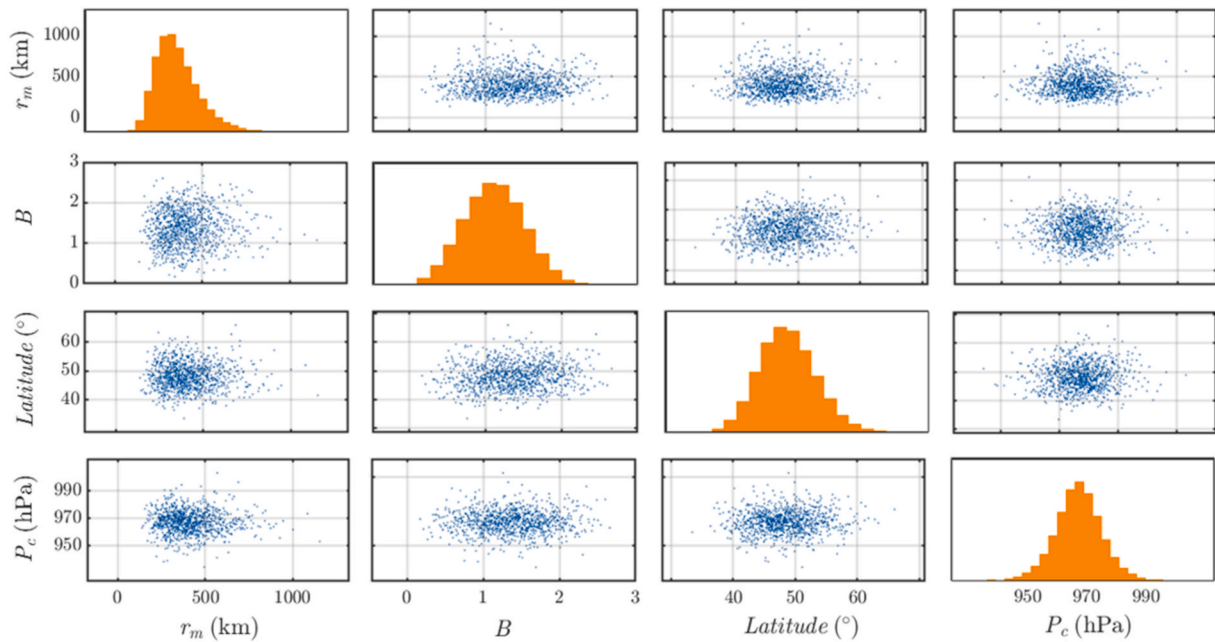 1000
500
0
r_m (km)
3
2
1
0
B
60
50
40
Latitude (°)
990
970
950
P_c (hPa)
0 500 1000
0 1 2 3
40 50 60
950 970 990
r_m (km)
B
Latitude (°)
P_c (hPa)